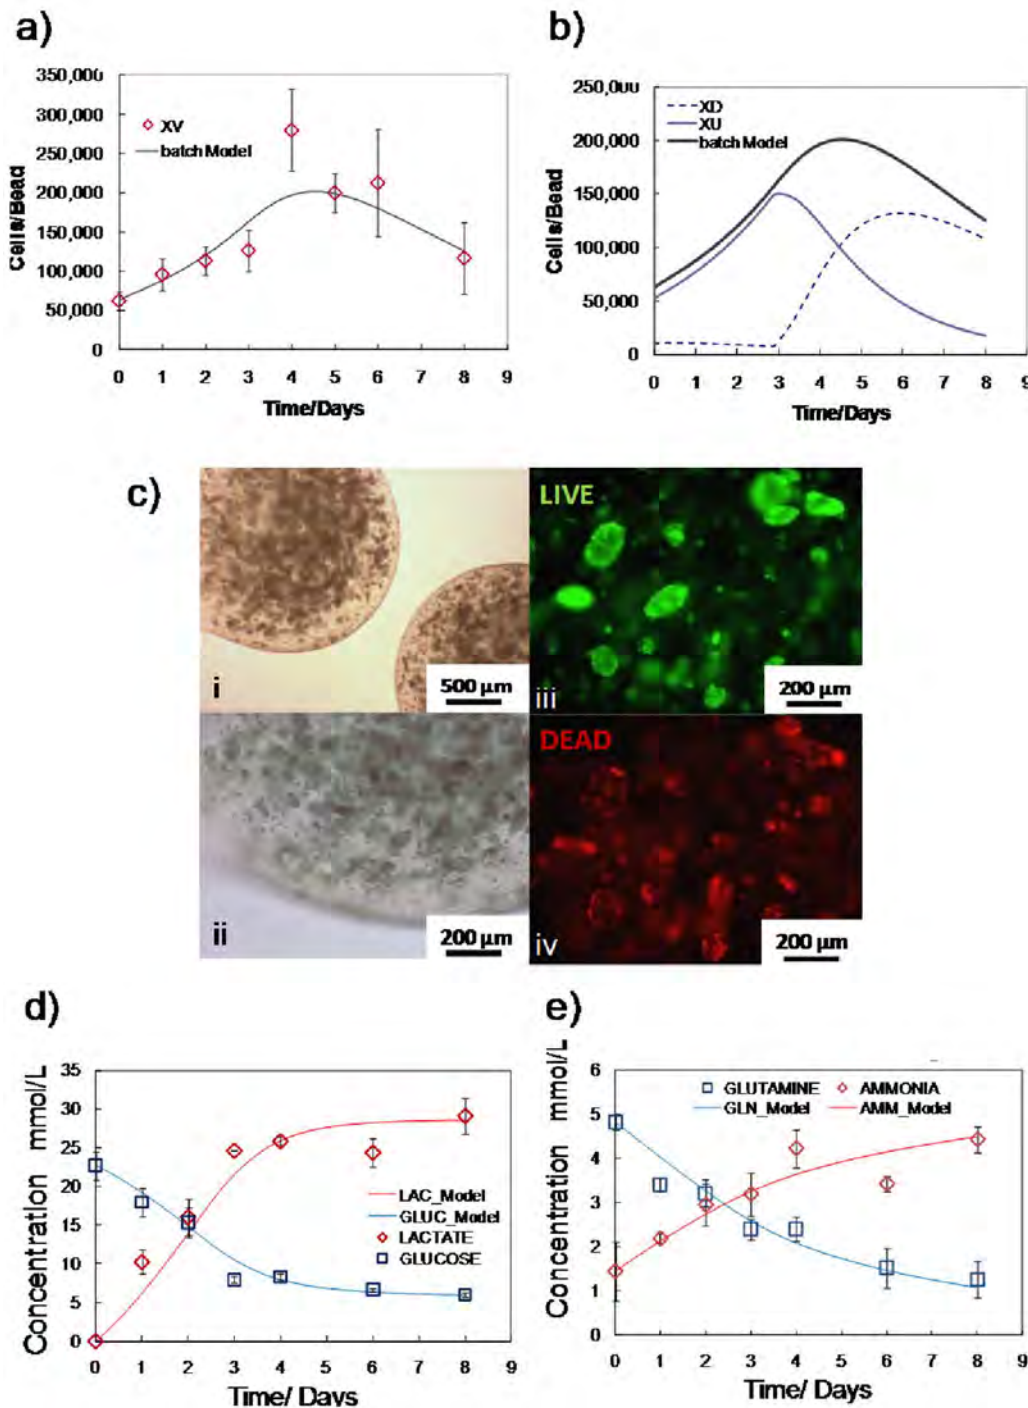 a)
350,000
300,000
250,000
200,000
150,000
100,000
50,000
0
Cells/Bead
XV
batch Model
0 1 2 3 4 5 6 7 8 9
Time/Days
b)
250,000
200,000
150,000
100,000
50,000
0
Cells/Bead
XD
XU
batch Model
0 1 2 3 4 5 6 7 8 9
Time/Days
c)
i
500 µm
LIVE
iii
200 µm
ii
200 µm
DEAD
iv
200 µm
d)
35
30
25
20
15
10
5
0
Concentration mmol/L
LAC_Model
GLUC_Model
LACTATE
GLUCOSE
0 1 2 3 4 5 6 7 8 9
Time/ Days
e)
6
5
4
3
2
1
0
Concentration mmol/L
GLUTAMINE AMMONIA
GLN_Model AMM_Model
0 1 2 3 4 5 6 7 8 9
Time/ Days